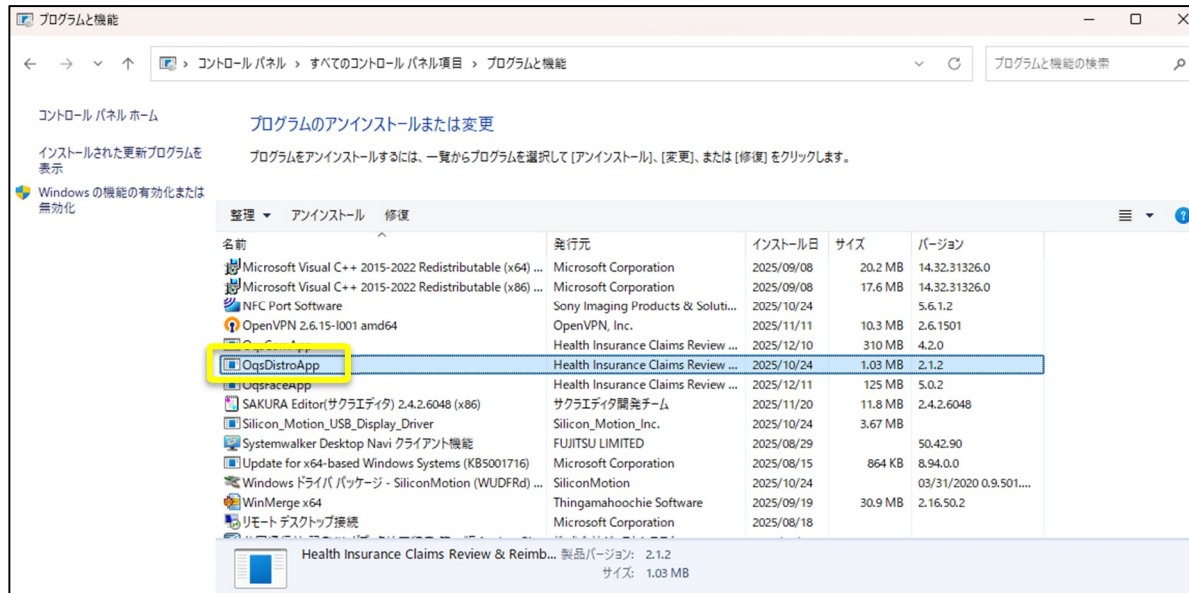 プログラムと機能
コントロール パネル › すべてのコントロール パネル項目 › プログラムと機能
プログラムと機能の検索
コントロール パネル ホーム
インストールされた更新プログラムを
表示
Windows の機能の有効化または
無効化
プログラムのアンインストールまたは変更
プログラムをアンインストールするには、一覧からプログラムを選択して [アンインストール]、[変更]、または [修復] をクリックします。
整理 アンインストール 修復
名前 発行元 インストール日 サイズ バージョン
Microsoft Visual C++ 2015-2022 Redistributable (x64) ... Microsoft Corporation 2025/09/08 20.2 MB 14.32.31326.0
Microsoft Visual C++ 2015-2022 Redistributable (x86) ... Microsoft Corporation 2025/09/08 17.6 MB 14.32.31326.0
NFC Port Software Sony Imaging Products & Soluti... 2025/10/24 5.6.1.2
OpenVPN 2.6.15-I001 amd64 OpenVPN, Inc. 2025/11/11 10.3 MB 2.6.1501
Health Insurance Claims Review ... 2025/12/10 310 MB 4.2.0
OqsDistroApp Health Insurance Claims Review ... 2025/10/24 1.03 MB 2.1.2
OqsFaceApp Health Insurance Claims Review ... 2025/12/11 125 MB 5.0.2
SAKURA Editor(サクラエディタ) 2.4.2.6048 (x86) サクラエディタ開発チーム 2025/11/20 11.8 MB 2.4.2.6048
Silicon_Motion_USB_Display_Driver Silicon_Motion_Inc. 2025/10/24 3.67 MB
Systemwalker Desktop Navi クライアント機能 FUJITSU LIMITED 2025/08/29 50.42.90
Update for x64-based Windows Systems (KB5001716) Microsoft Corporation 2025/08/15 864 KB 8.94.0.0
Windows ドライバ パッケージ - SiliconMotion (WUDFRd) ... SiliconMotion 2025/10/24 03/31/2020 0.9.501....
WinMerge x64 Thingamahoochie Software 2025/09/19 30.9 MB 2.16.50.2
リモート デスクトップ接続 Microsoft Corporation 2025/08/18
Health Insurance Claims Review & Reimb... 製品バージョン: 2.1.2
サイズ: 1.03 MB